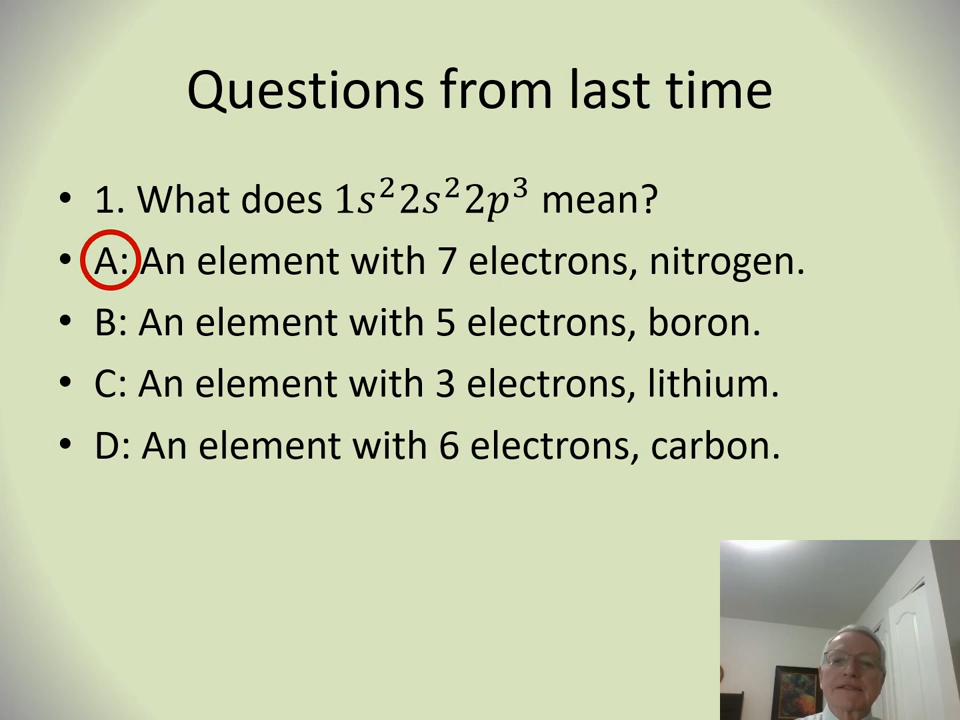 Questions from last time
• 1. What does 1s²2s²2p³ mean?
• A: An element with 7 electrons, nitrogen.
• B: An element with 5 electrons, boron.
• C: An element with 3 electrons, lithium.
• D: An element with 6 electrons, carbon.